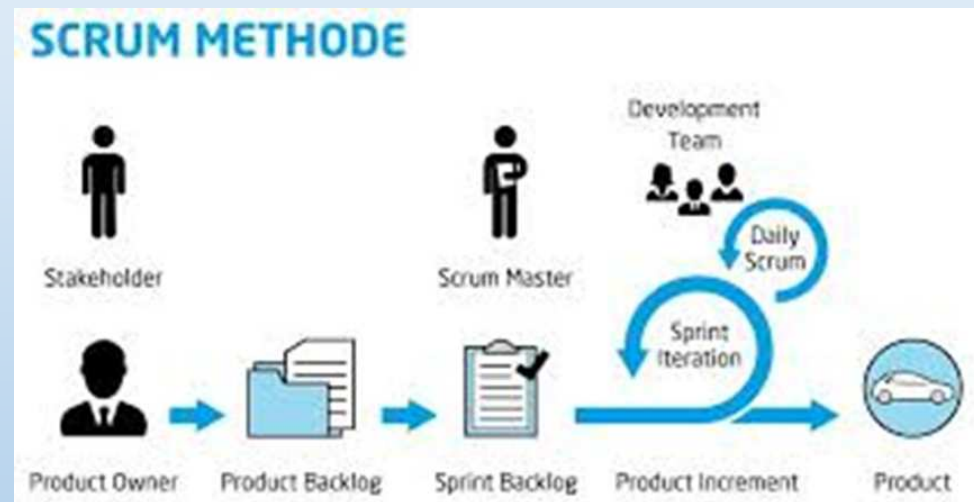 SCRUM METHODE
Development
Team
Daily
Scrum
Stakeholder
Scrum Master
Sprint
Iteration
Product Owner
Product Backlog
Sprint Backlog
Product Increment
Product